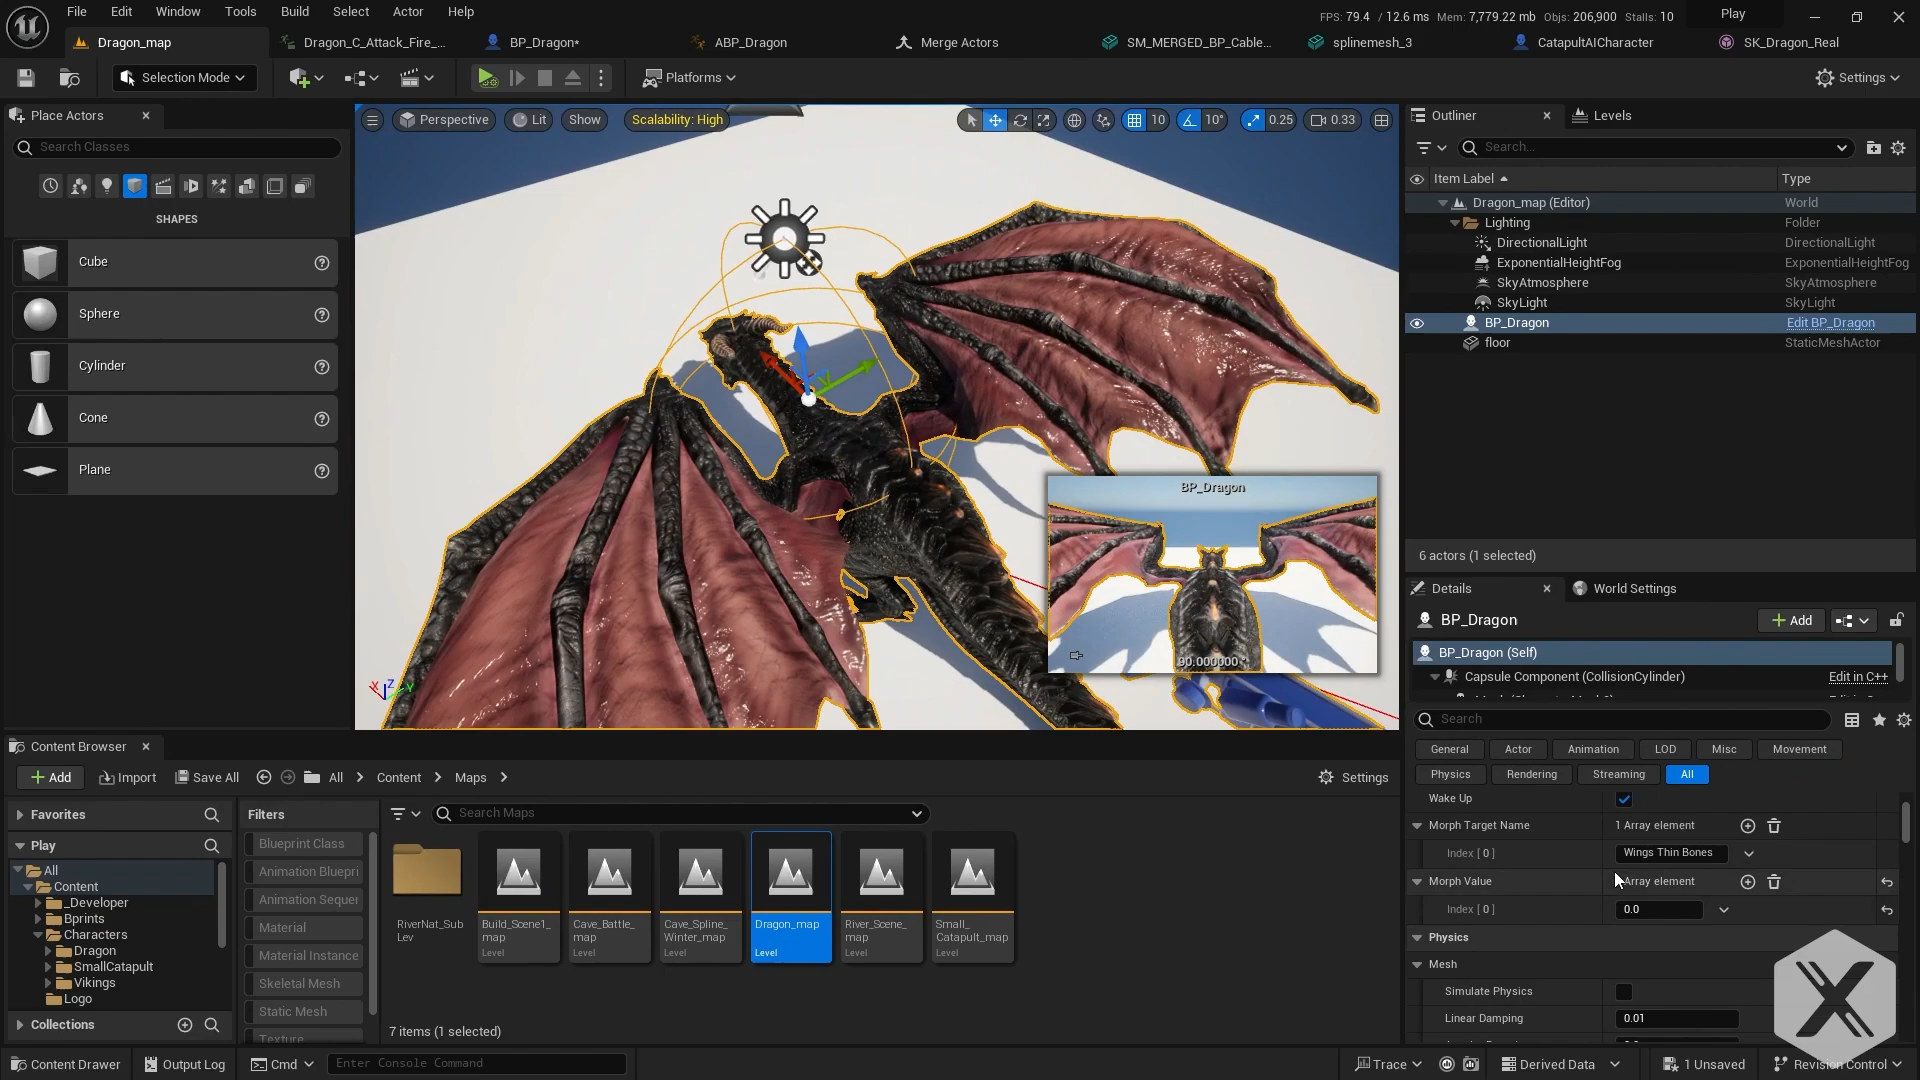 File Edit Window Tools Build Select Actor Help
FPS: 79.4 / 12.6 ms Mem: 7,779.22 mb Objs: 206,900 Stalls: 10
Play
Dragon_map
Dragon_C_Attack_Fire_...
BP_Dragon*
ABP_Dragon
Merge Actors
SM_MERGED_BP_Cable...
splinemesh_3
CatapultAICharacter
SK_Dragon_Real
Selection Mode
Platforms
Settings
Place Actors
Search Classes
SHAPES
Cube
Sphere
Cylinder
Cone
Plane
Perspective
Lit
Show
Scalability: High
10
10°
0.25
0.33
BP_Dragon
90.000000
X Z Y
Outliner
Levels
Search...
Item Label
Type
Dragon_map (Editor) World
Lighting Folder
DirectionalLight DirectionalLight
ExponentialHeightFog ExponentialHeightFog
SkyAtmosphere SkyAtmosphere
SkyLight SkyLight
BP_Dragon Edit BP_Dragon
floor StaticMeshActor
6 actors (1 selected)
Details
World Settings
BP_Dragon
Add
BP_Dragon (Self)
Capsule Component (CollisionCylinder) Edit in C++
Search
General Actor Animation LOD Misc Movement
Physics Rendering Streaming All
Wake Up
Morph Target Name 1 Array element
Index [ 0 ] Wings Thin Bones
Morph Value Array element
Index [ 0 ] 0.0
Physics
Mesh
Simulate Physics
Linear Damping 0.01
Content Browser
Add
Import
Save All
All
Content
Maps
Settings
Favorites
Play
All
Content
_Developer
Bprints
Characters
Dragon
SmallCatapult
Vikings
Logo
Collections
Filters
Blueprint Class
Animation Bluepri
Animation Sequer
Material
Material Instance
Skeletal Mesh
Static Mesh
Texture
Search Maps
RiverNat_Sub
Lev
Build_Scene1_
map
Level
Cave_Battle_
map
Level
Cave_Spline_
Winter_map
Level
Dragon_map
Level
River_Scene_
map
Level
Small_
Catapult_map
Level
7 items (1 selected)
Content Drawer
Output Log
Cmd
Enter Console Command
Trace
Derived Data
1 Unsaved
Revision Control